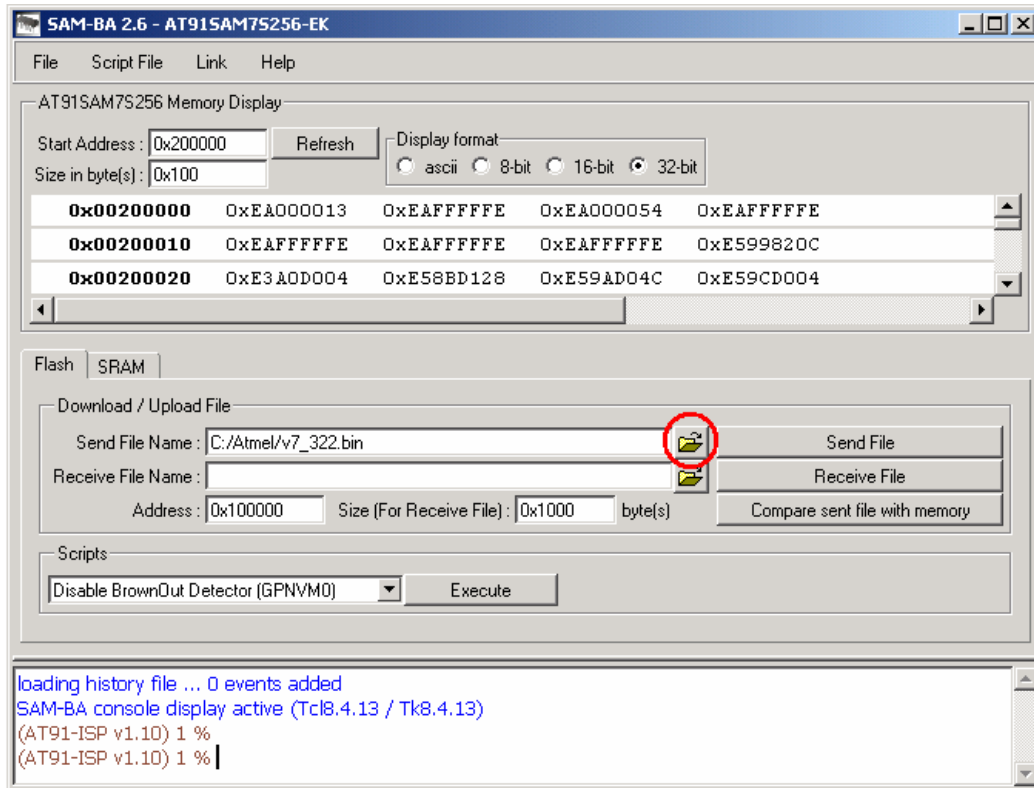 SAM-BA 2.6 - AT91SAM7S256-EK
File Script File Link Help
AT91SAM7S256 Memory Display
Start Address : 0x200000 Refresh Display format
ascii 8-bit 16-bit 32-bit
Size in byte(s) : 0x100
0x00200000 0xEA000013 0xEAFFFFFE 0xEA000054 0xEAFFFFFE
0x00200010 0xEAFFFFFE 0xEAFFFFFE 0xEAFFFFFE 0xE599820C
0x00200020 0xE3A0D004 0xE58BD128 0xE59AD04C 0xE59CD004
Flash SRAM
Download / Upload File
Send File Name : C:/Atmel/v7_322.bin Send File
Receive File Name : Receive File
Address : 0x100000 Size (For Receive File) : 0x1000 byte(s) Compare sent file with memory
Scripts
Disable BrownOut Detector (GPNVM0) Execute
loading history file ... 0 events added
SAM-BA console display active (Tcl8.4.13 / Tk8.4.13)
(AT91-ISP v1.10) 1 %
(AT91-ISP v1.10) 1 %